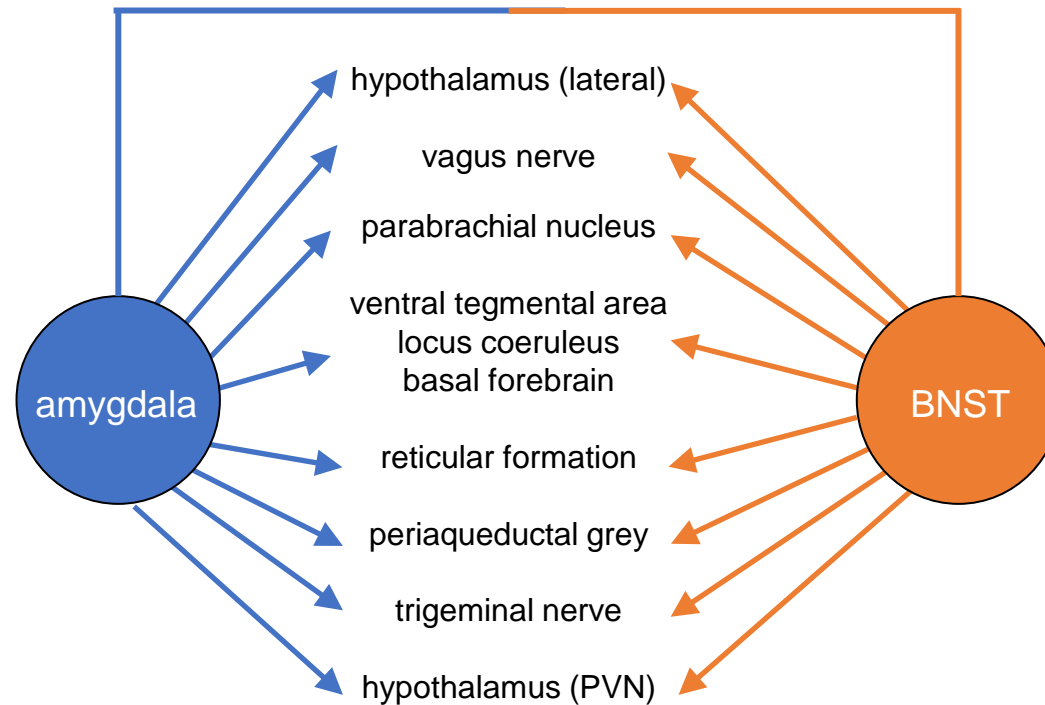 hypothalamus (lateral)
vagus nerve
parabrachial nucleus
ventral tegmental area
locus coeruleus
basal forebrain
amygdala
BNST
reticular formation
periaqueductal grey
trigeminal nerve
hypothalamus (PVN)